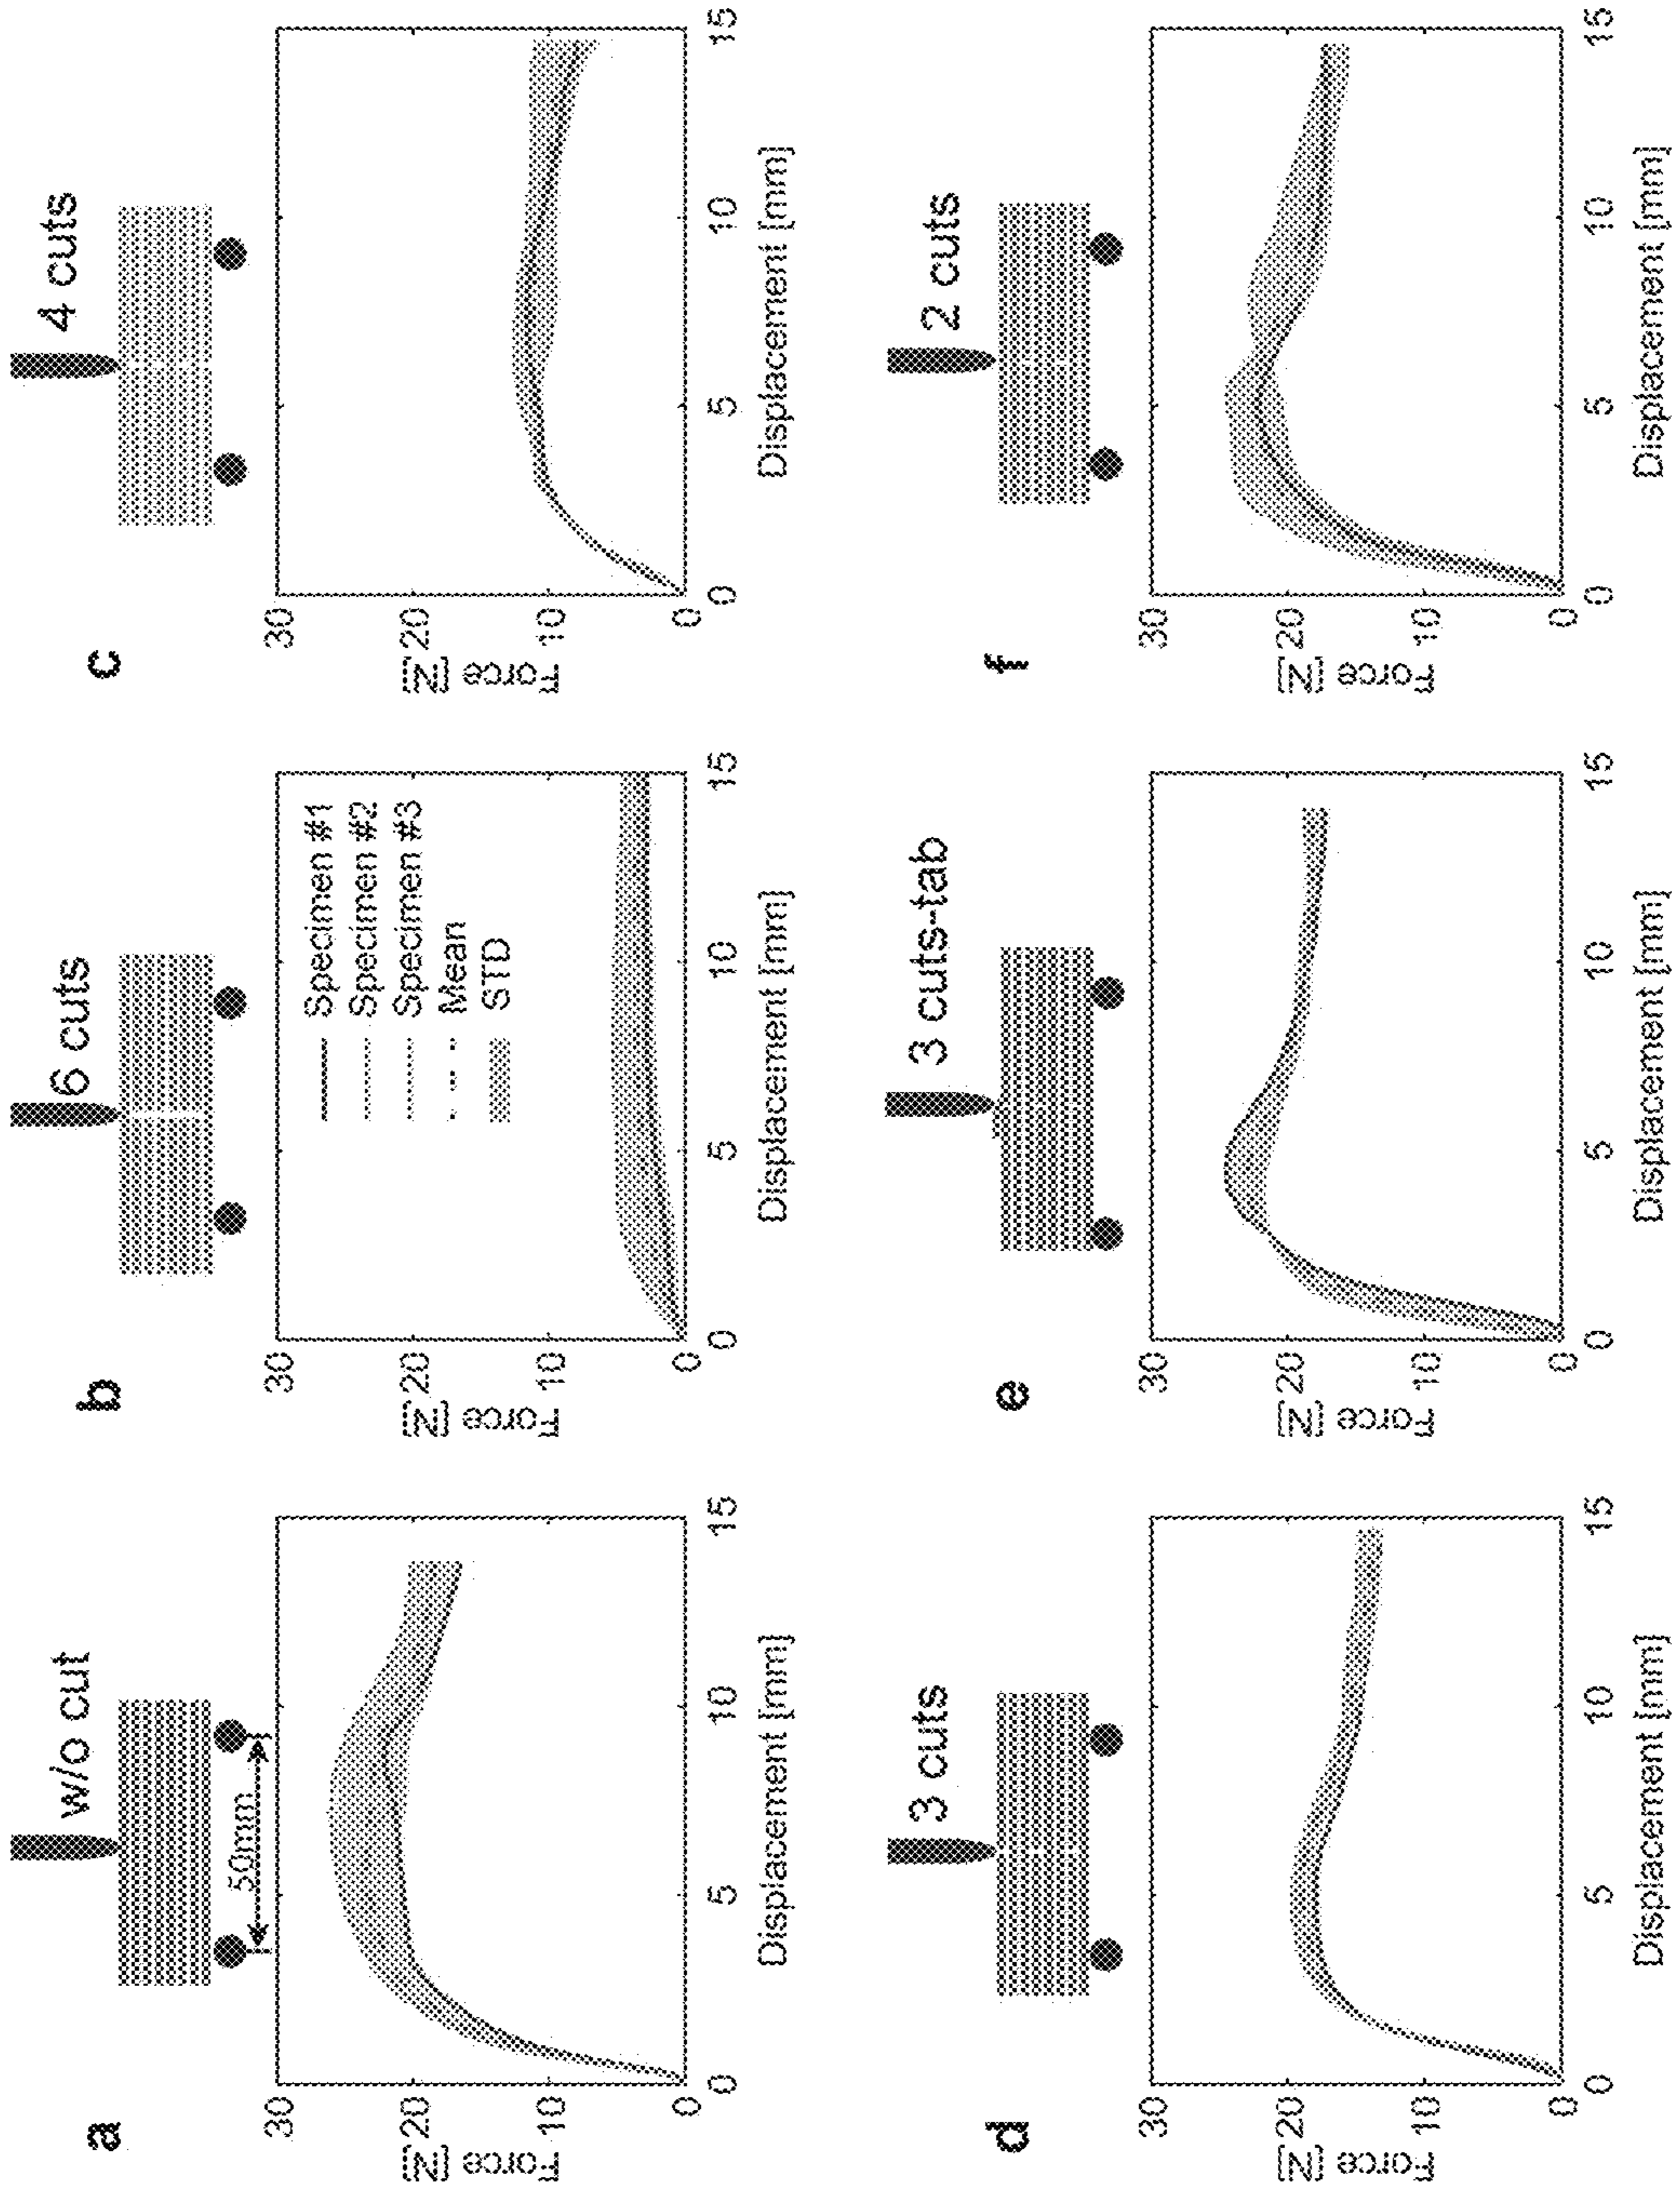 a
w/o cut
50mm
30
20
10
0
Force [N]
0
5
10
15
Displacement [mm]
b
6 cuts
Specimen #1
Specimen #2
Specimen #3
Mean
STD
30
20
10
0
Force [N]
0
5
10
15
Displacement [mm]
c
4 cuts
30
20
10
0
Force [N]
0
5
10
15
Displacement [mm]
d
3 cuts
30
20
10
0
Force [N]
0
5
10
15
Displacement [mm]
e
3 cuts-tab
30
20
10
0
Force [N]
0
5
10
15
Displacement [mm]
f
2 cuts
30
20
10
0
Force [N]
0
5
10
15
Displacement [mm]